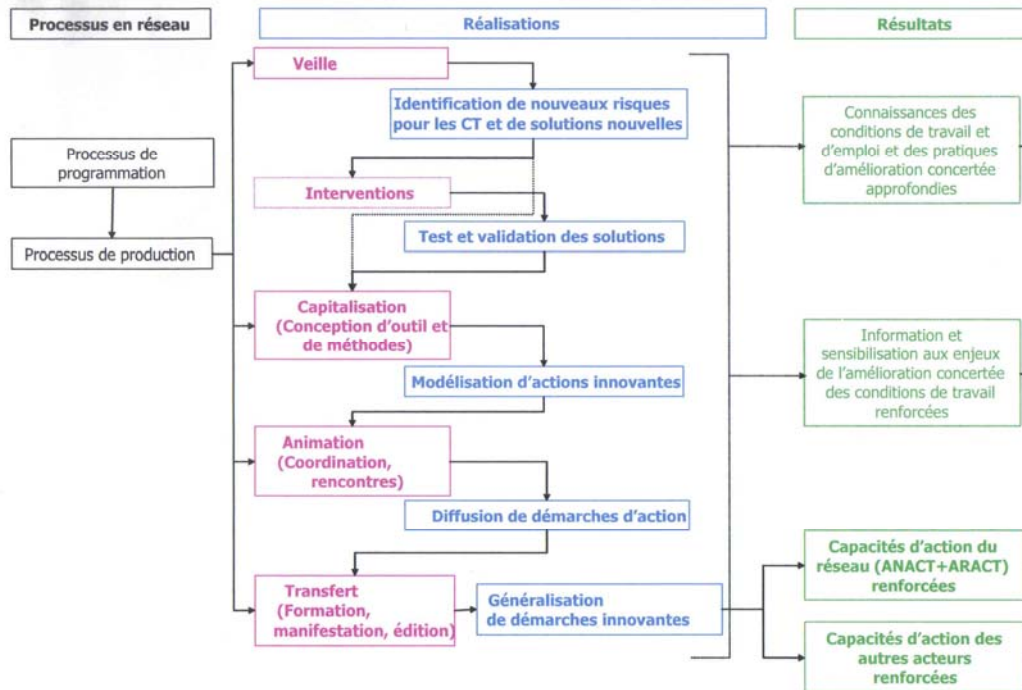 Processus en réseau
Réalisations
Résultats
Veille
Identification de nouveaux risques
pour les CT et de solutions nouvelles
Connaissances des
conditions de travail et
d'emploi et des pratiques
d'amélioration concertée
approfondies
Processus de
programmation
Interventions
Test et validation des solutions
Processus de production
Capitalisation
(Conception d'outil et
de méthodes)
Information et
sensibilisation aux enjeux
de l'amélioration concertée
des conditions de travail
renforcées
Modélisation d'actions innovantes
Animation
(Coordination,
rencontres)
Diffusion de démarches d'action
Capacités d'action du
réseau (ANACT+ARACT)
renforcées
Transfert
(Formation,
manifestation, édition)
Généralisation
de démarches innovantes
Capacités d'action des
autres acteurs
renforcées